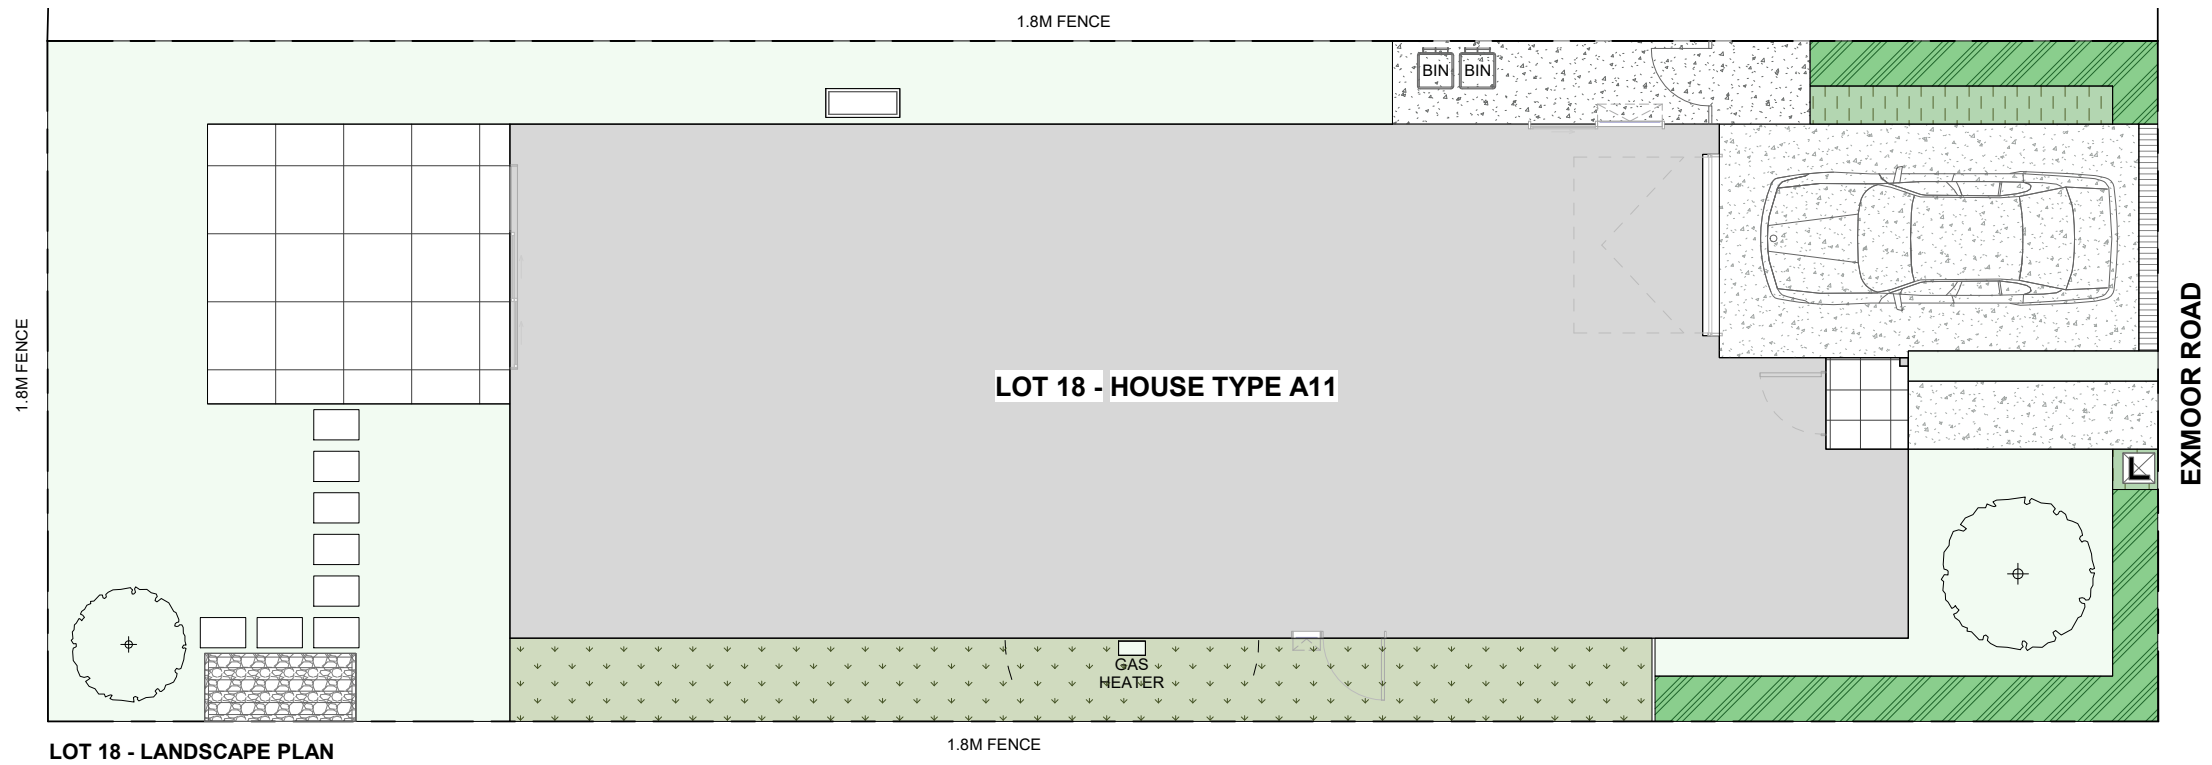 1.8M FENCE
BIN BIN
1.8M FENCE
LOT 18 - HOUSE TYPE A11
EXMOOR ROAD
L
GAS
HEATER
1.8M FENCE
LOT 18 - LANDSCAPE PLAN